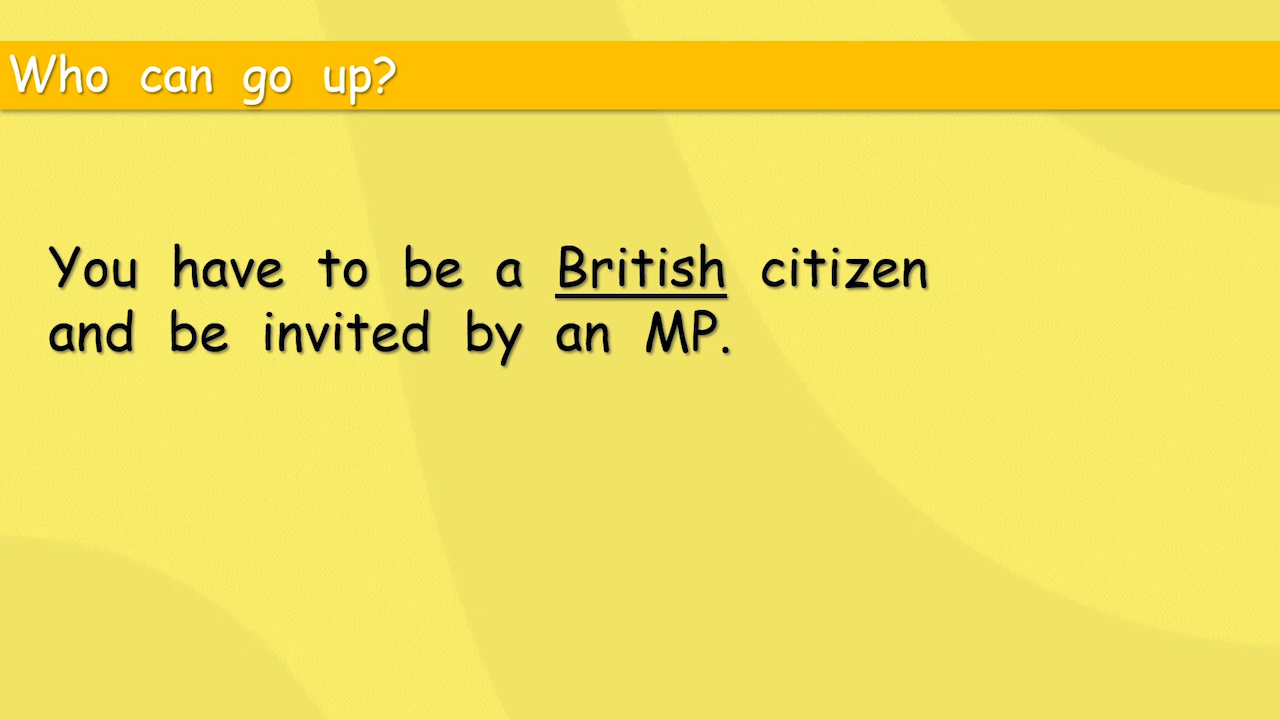 Who can go up?
You have to be a British citizen
and be invited by an MP.